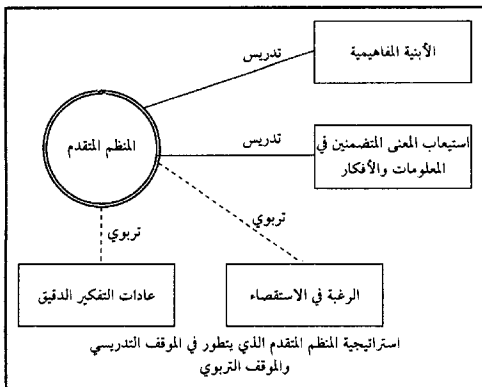 تدريس
الأبنية المفاهيمية
المنظم المتقدم
تدريس
استيعاب المعنى المتضمنين في
المعلومات والأفكار
تربوي
تربوي
عادات التفكير الدقيق
الرغبة في الاستقصاء
استراتيجية المنظم المتقدم الذي يتطور في الموقف التدريسي
والموقف التربوي